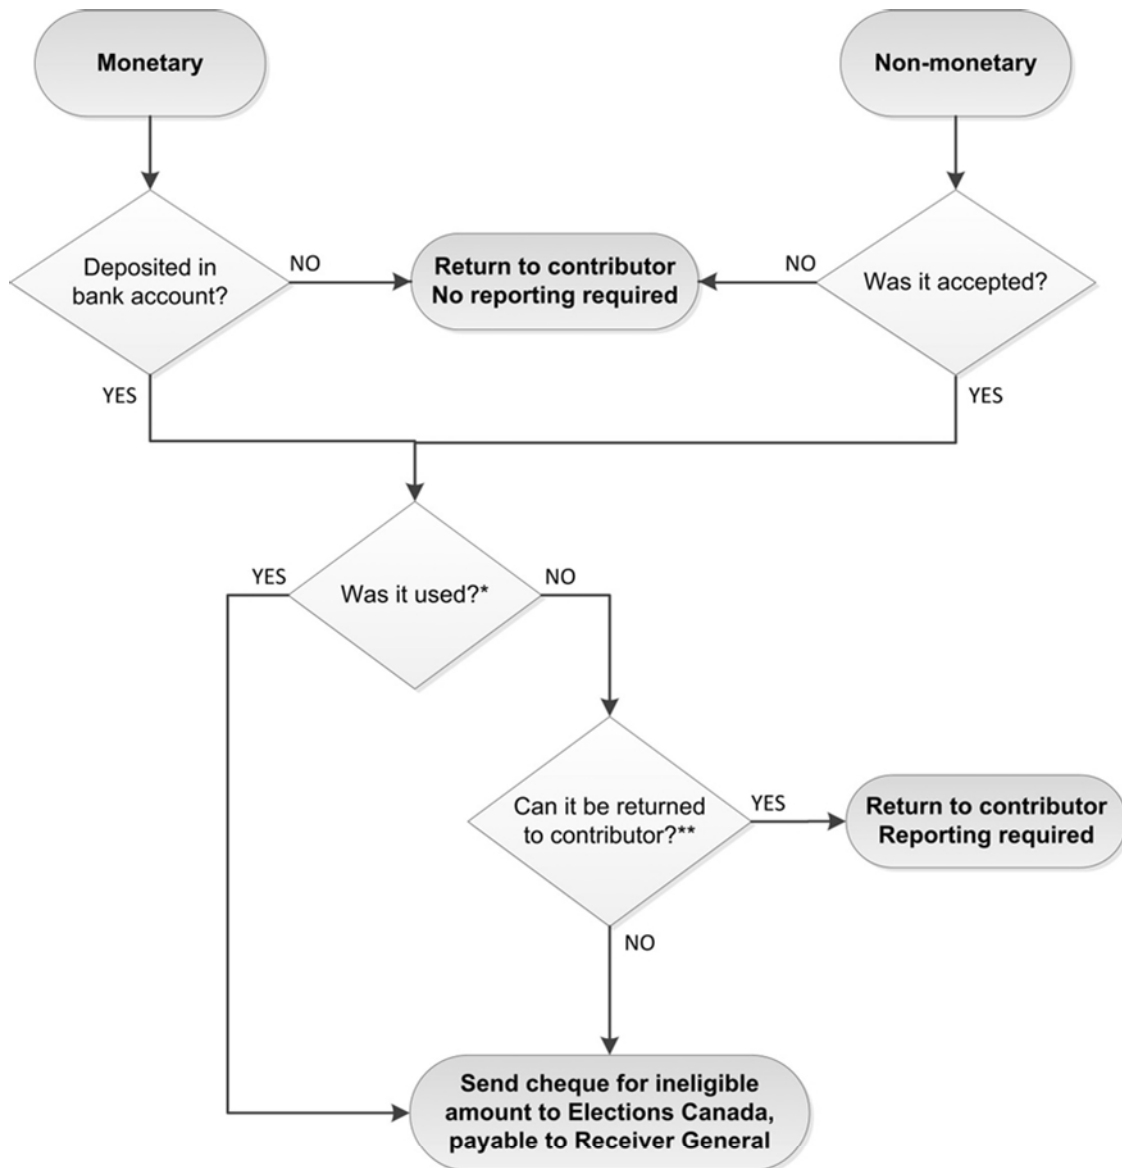 Monetary
Non-monetary
Deposited in
bank account?
NO
Return to contributor
No reporting required
NO
Was it accepted?
YES
YES
YES
Was it used?*
NO
Can it be returned
to contributor?**
YES
Return to contributor
Reporting required
NO
Send cheque for ineligible
amount to Elections Canada,
payable to Receiver General